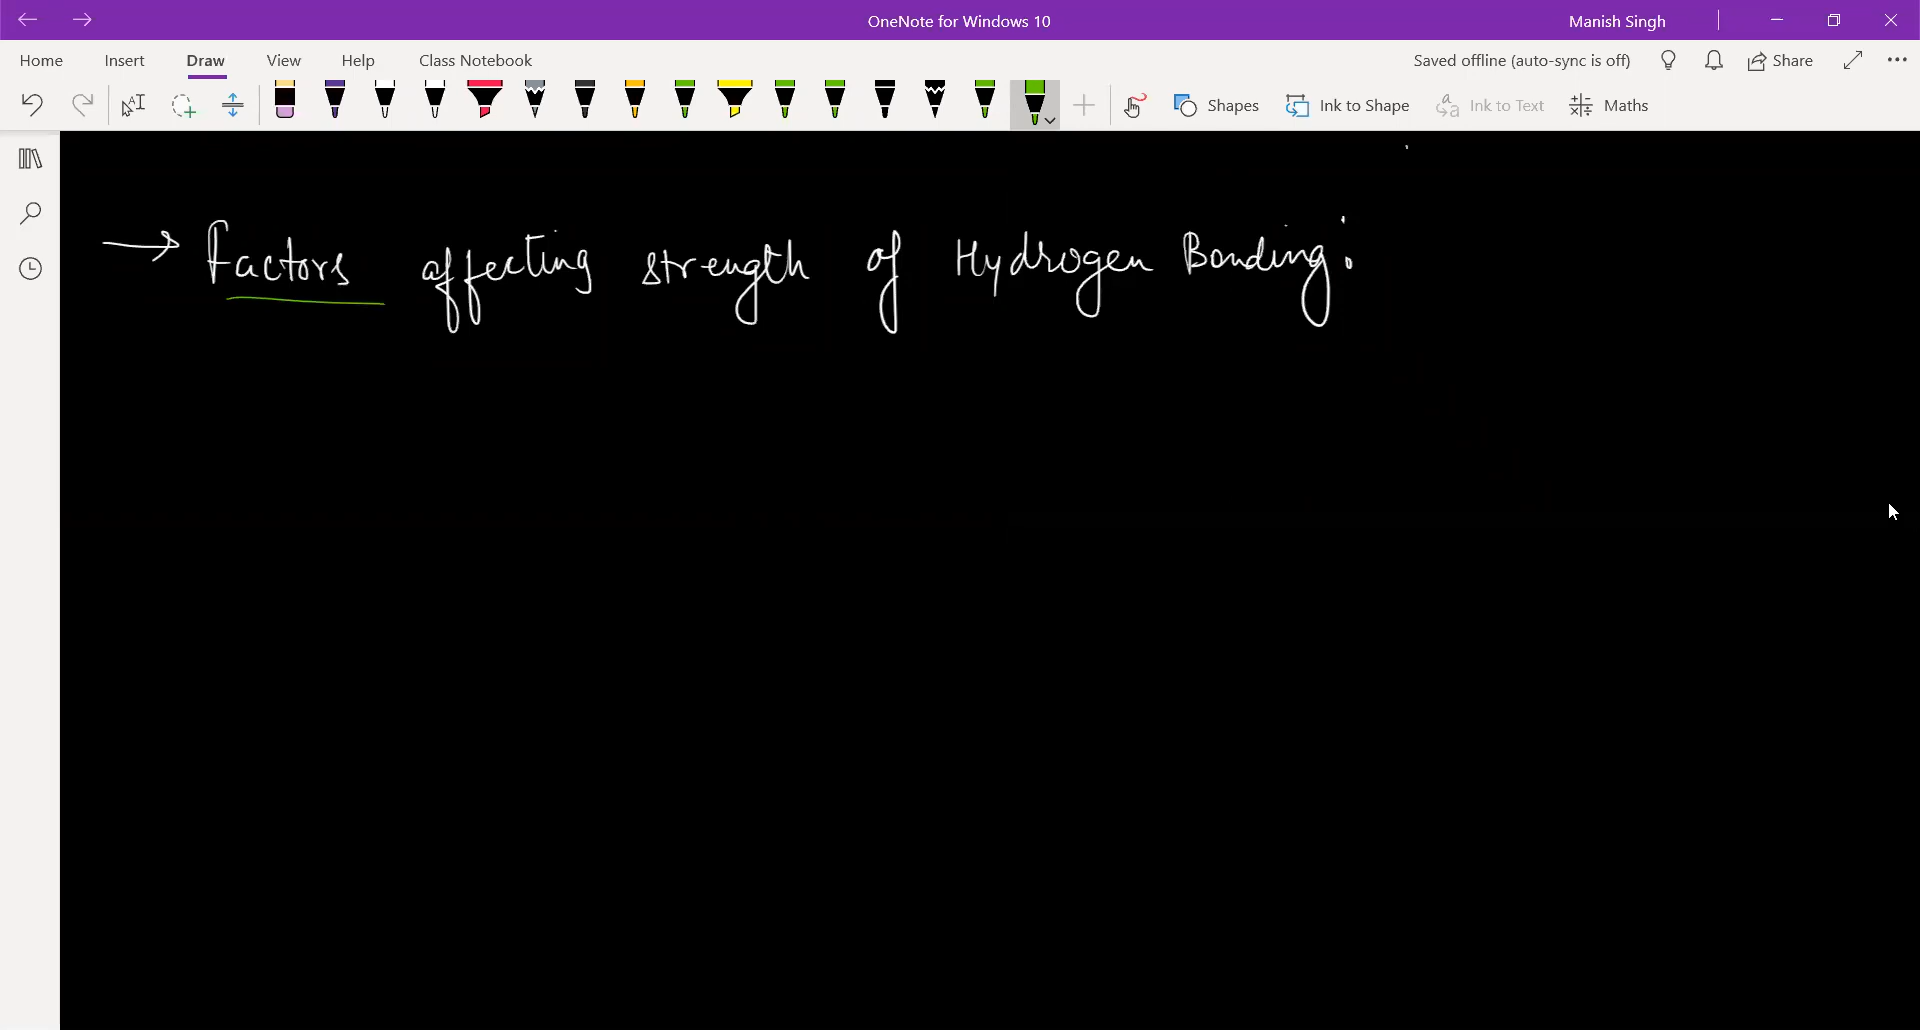 OneNote for Windows 10
Manish Singh
Home Insert Draw View Help Class Notebook
Saved offline (auto-sync is off) Share
Shapes Ink to Shape Ink to Text Maths
→ Factors affecting strength of Hydrogen Bonding: